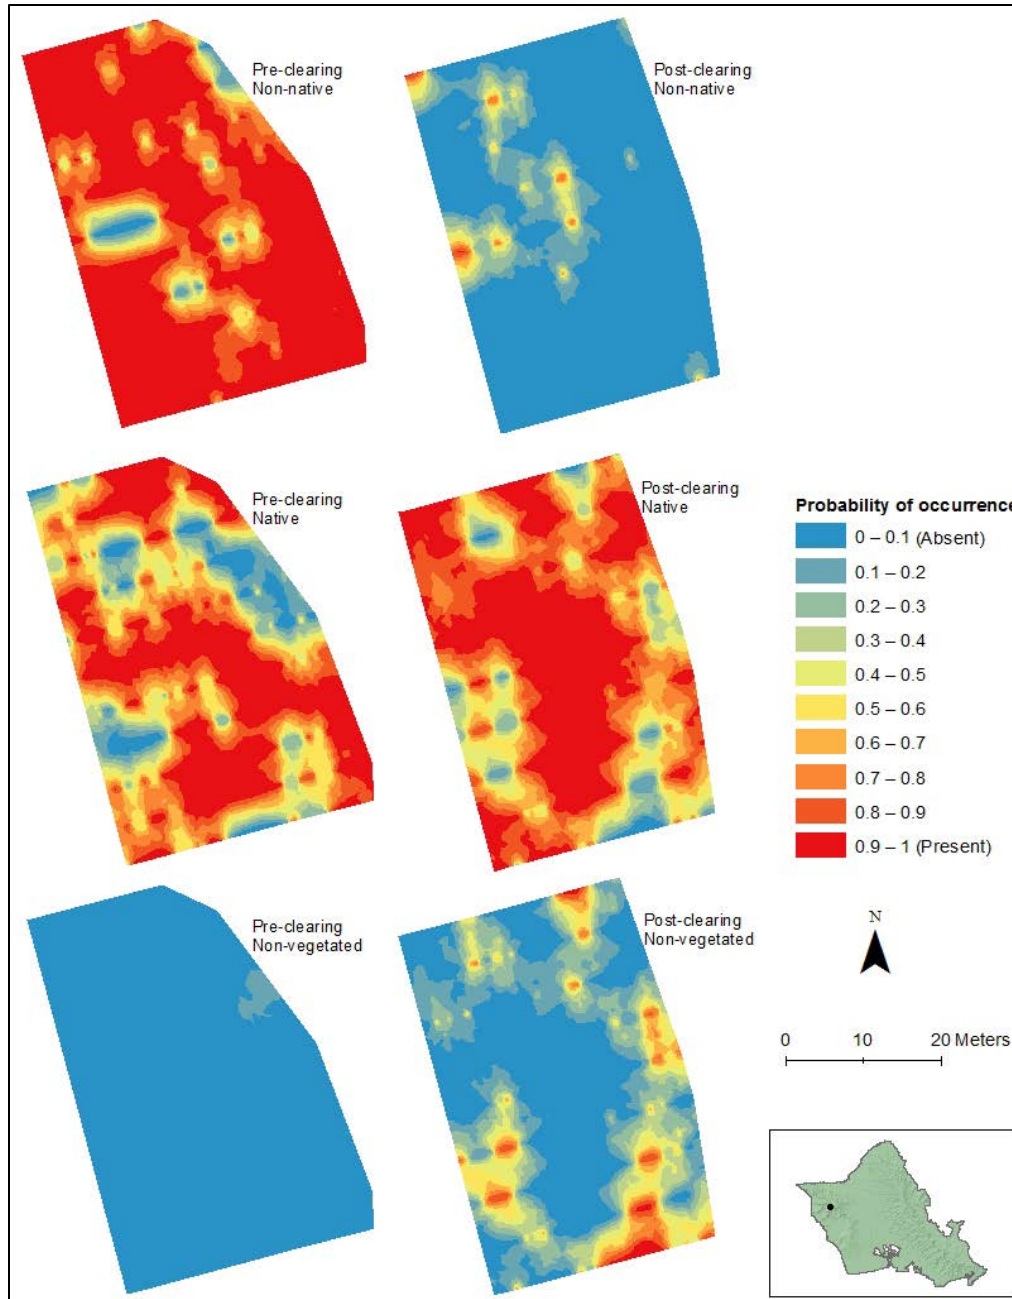 Pre-clearing
Non-native
Post-clearing
Non-native
Pre-clearing
Native
Post-clearing
Native
Probability of occurrence
0 – 0.1 (Absent)
0.1 – 0.2
0.2 – 0.3
0.3 – 0.4
0.4 – 0.5
0.5 – 0.6
0.6 – 0.7
0.7 – 0.8
0.8 – 0.9
0.9 – 1 (Present)
Pre-clearing
Non-vegetated
Post-clearing
Non-vegetated
N
0 10 20 Meters